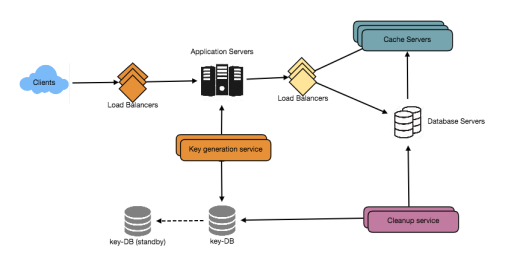 Cache Servers
Application Servers
Clients
Load Balancers
Load Balancers
Database Servers
Key generation service
Cleanup service
key-DB (standby)
key-DB